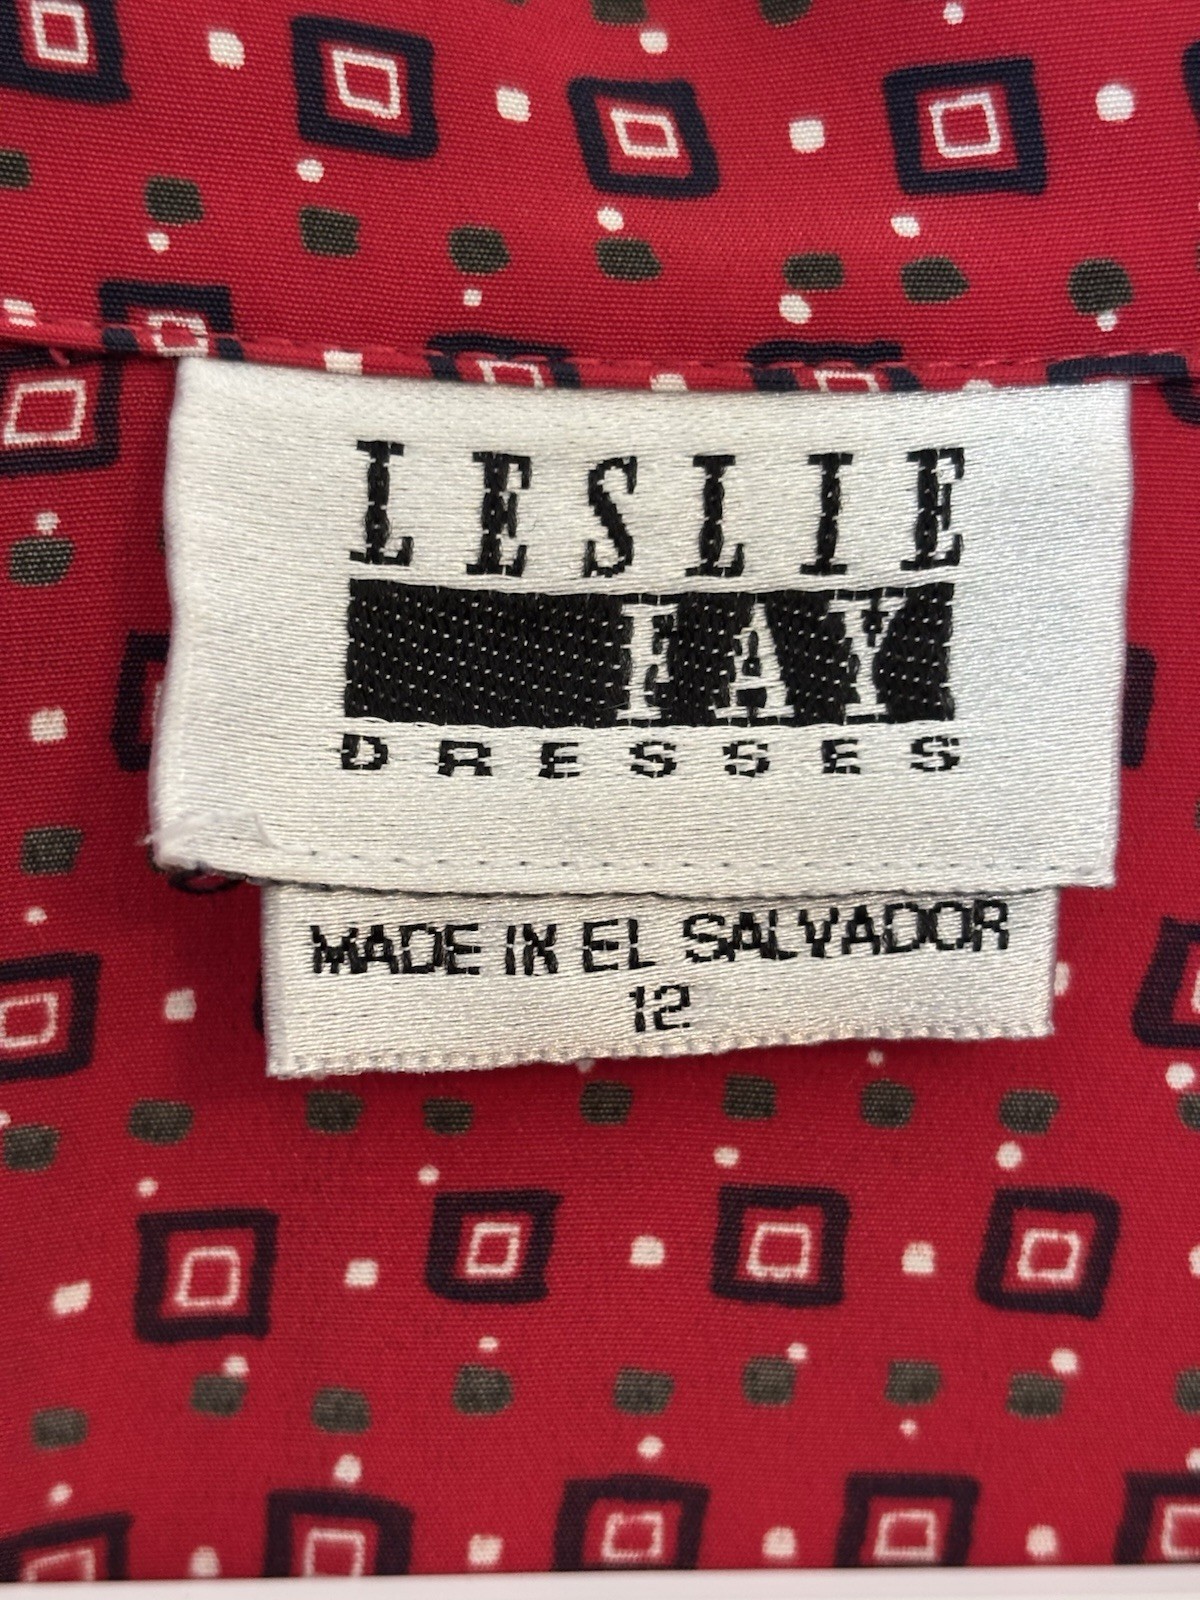 LESLIE
FAY
DRESSES
MADE IN EL SALVADOR
12